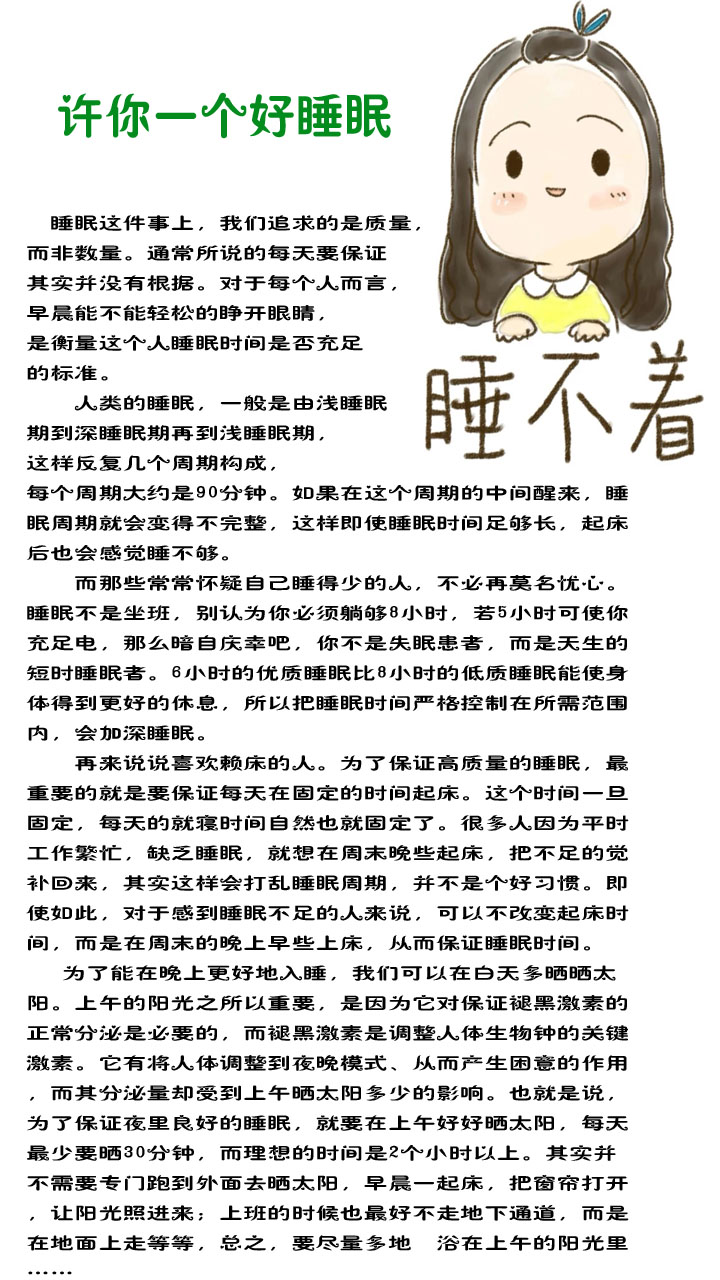 许你一个好睡眠
睡眠这件事上，我们追求的是质量，
而非数量。通常所说的每天要保证
其实并没有根据。对于每个人而言，
早晨能不能轻松的睁开眼睛，
是衡量这个人睡眠时间是否充足
的标准。
睡不着
人类的睡眠，一般是由浅睡眠
期到深睡眠期再到浅睡眠期，
这样反复几个周期构成，
每个周期大约是90分钟。如果在这个周期的中间醒来，睡
眠周期就会变得不完整，这样即使睡眠时间足够长，起床
后也会感觉睡不够。
而那些常常怀疑自己睡得少的人，不必再莫名忧心。
睡眠不是坐班，别认为你必须躺够8小时，若5小时可使你
充足电，那么暗自庆幸吧，你不是失眠患者，而是天生的
短时睡眠者。6小时的优质睡眠比8小时的低质睡眠能使身
体得到更好的休息，所以把睡眠时间严格控制在所需范围
内，会加深睡眠。
再来说说喜欢赖床的人。为了保证高质量的睡眠，最
重要的就是要保证每天在固定的时间起床。这个时间一旦
固定，每天的就寝时间自然也就固定了。很多人因为平时
工作繁忙，缺乏睡眠，就想在周末晚些起床，把不足的觉
补回来，其实这样会打乱睡眠周期，并不是个好习惯。即
使如此，对于感到睡眠不足的人来说，可以不改变起床时
间，而是在周末的晚上早些上床，从而保证睡眠时间。
为了能在晚上更好地入睡，我们可以在白天多晒晒太
阳。上午的阳光之所以重要，是因为它对保证褪黑激素的
正常分泌是必要的，而褪黑激素是调整人体生物钟的关键
激素。它有将人体调整到夜晚模式、从而产生困意的作用
，而其分泌量却受到上午晒太阳多少的影响。也就是说，
为了保证夜里良好的睡眠，就要在上午好好晒太阳，每天
最少要晒30分钟，而理想的时间是2个小时以上。其实并
不需要专门跑到外面去晒太阳，早晨一起床，把窗帘打开
，让阳光照进来；上班的时候也最好不走地下通道，而是
在地面上走等等，总之，要尽量多地　浴在上午的阳光里
……